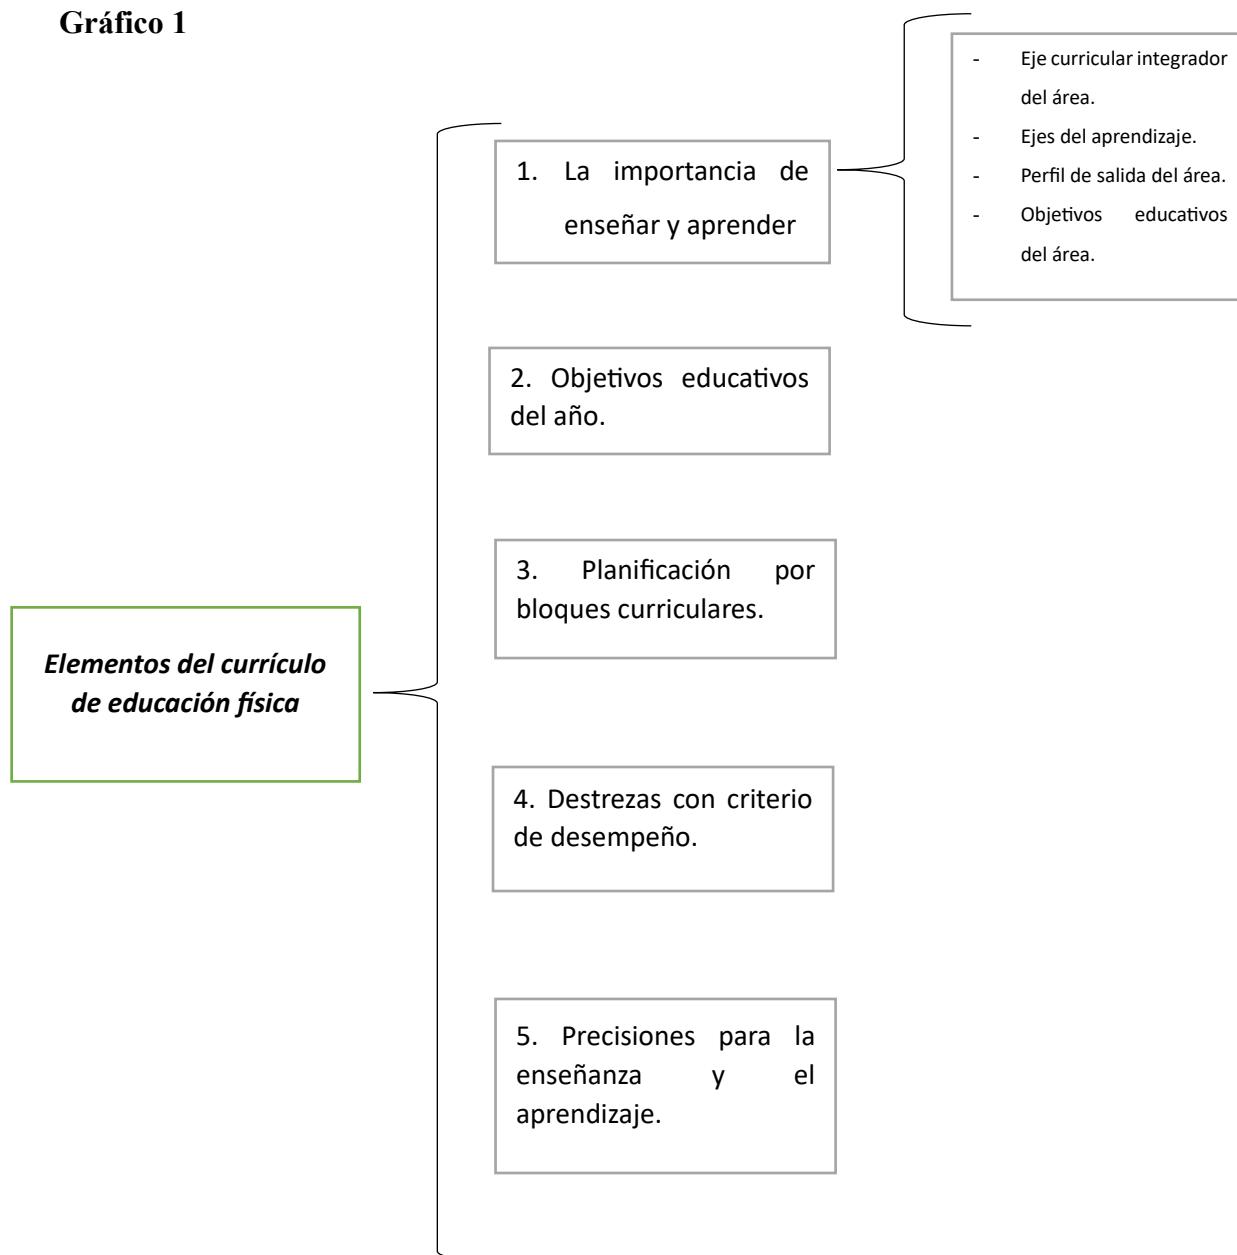 Gráfico 1
- Eje curricular integrador
del área.
- Ejes del aprendizaje.
- Perfil de salida del área.
- Objetivos educativos
del área.
1. La importancia de
enseñar y aprender
2. Objetivos educativos
del año.
3. Planificación por
bloques curriculares.
Elementos del currículo
de educación física
4. Destrezas con criterio
de desempeño.
5. Precisiones para la
enseñanza y el
aprendizaje.